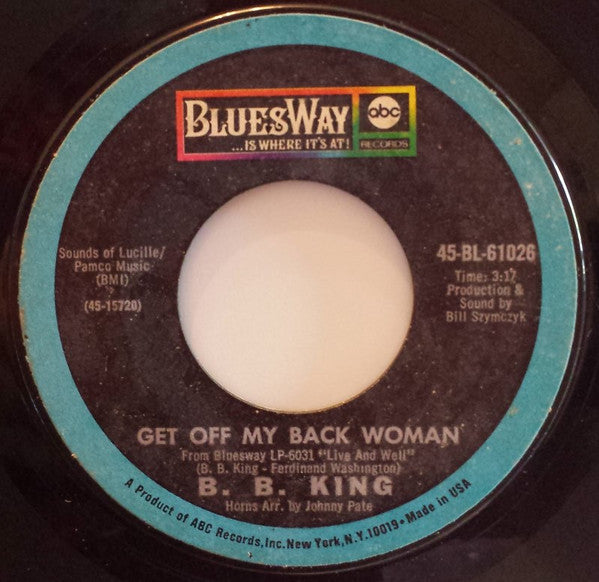 BLUESWAY
...IS WHERE IT'S AT!
abc
RECORDS
Sounds of Lucille/
Pamco Music
(BMI)
(45-15720)
45-BL-61026
Time: 3:17
Production &
Sound by
Bill Szymczyk
GET OFF MY BACK WOMAN
From Bluesway LP-6031 "Live And Well"
(B. B. King - Ferdinand Washington)
B. B. KING
Horns Arr. by Johnny Pate
A Product of ABC Records, Inc. New York, N.Y. 10019 • Made in USA